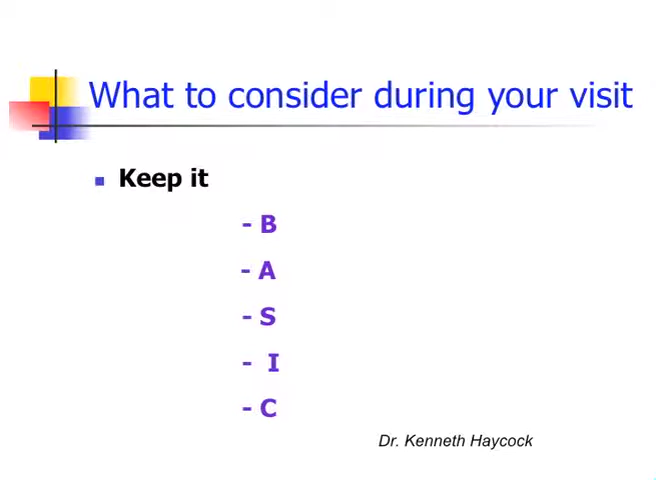 What to consider during your visit
Keep it
- B
- A
- S
- I
- C
Dr. Kenneth Haycock